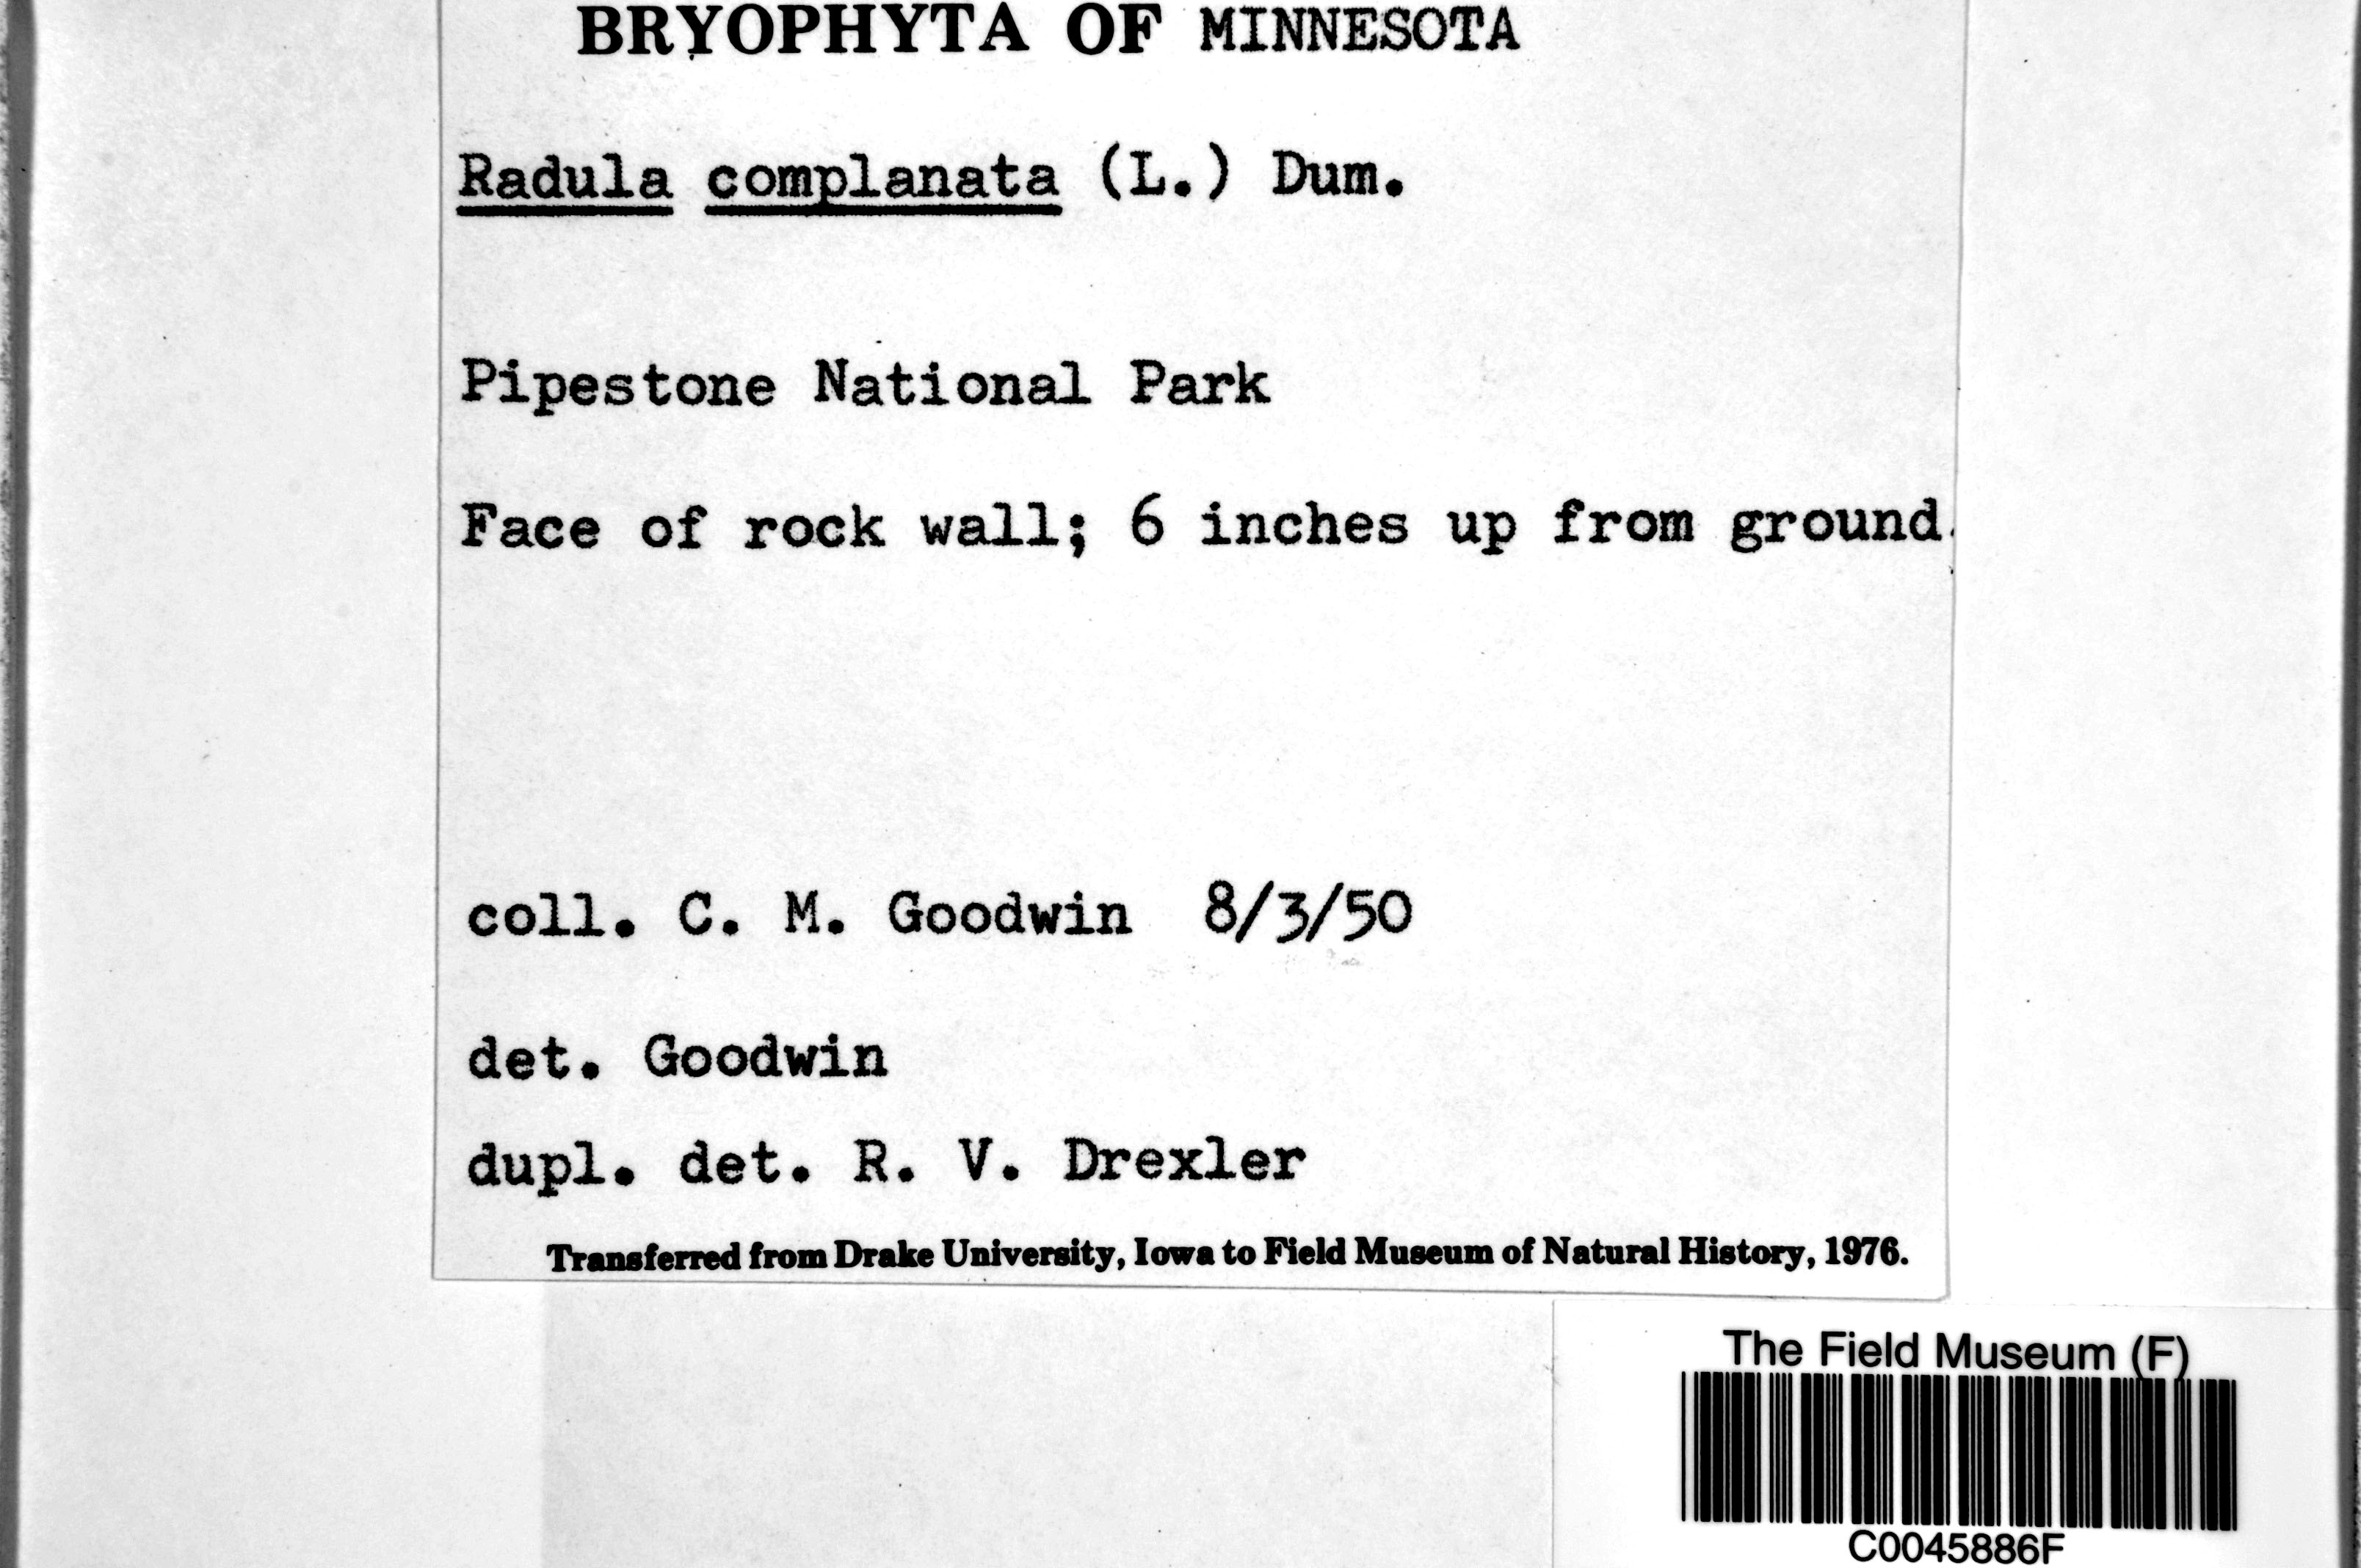 BRYOPHYTA OF MINNESOTA
Radula complanata (L.) Dum.
Pipestone National Park
Face of rock wall; 6 inches up from ground.
coll. C. M. Goodwin 8/3/50
det. Goodwin
dupl. det. R. V. Drexler
Transferred from Drake University, Iowa to Field Museum of Natural History, 1976.
The Field Museum (F)
C0045886F